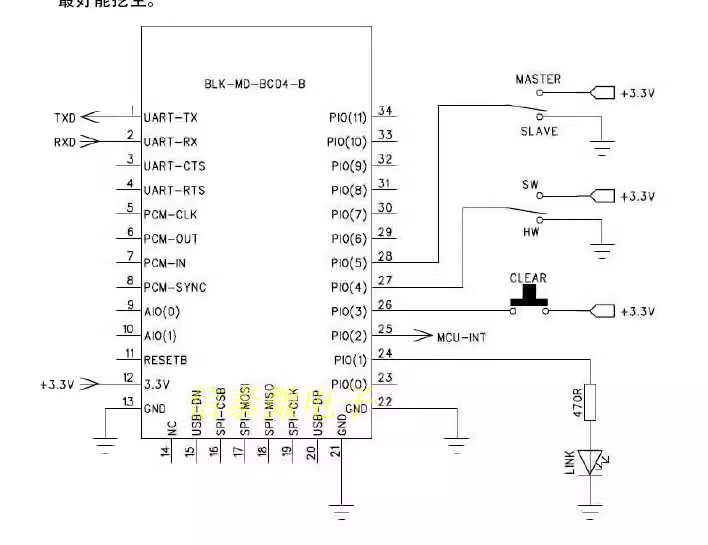 最好能挖空。
BLK-MD-BC04-B
TXD
1
UART-TX
RXD
2
UART-RX
3
UART-CTS
4
UART-RTS
5
PCM-CLK
6
PCM-OUT
7
PCM-IN
8
PCM-SYNC
9
AIO(0)
10
AIO(1)
11
RESETB
+3.3V
12
3.3V
13
GND
PIO(11)
34
PIO(10)
33
PIO(9)
32
PIO(8)
31
PIO(7)
30
PIO(6)
29
PIO(5)
28
PIO(4)
27
PIO(3)
26
PIO(2)
25
MCU-INT
PIO(1)
24
PIO(0)
23
GND
22
NC
14
USB-DN
15
SPI-CSB
16
SPI-MOSI
17
SPI-MISO
18
SPI-CLK
19
USB-DP
20
GND
21
MASTER
+3.3V
SLAVE
SW
+3.3V
HW
CLEAR
+3.3V
470R
LINK